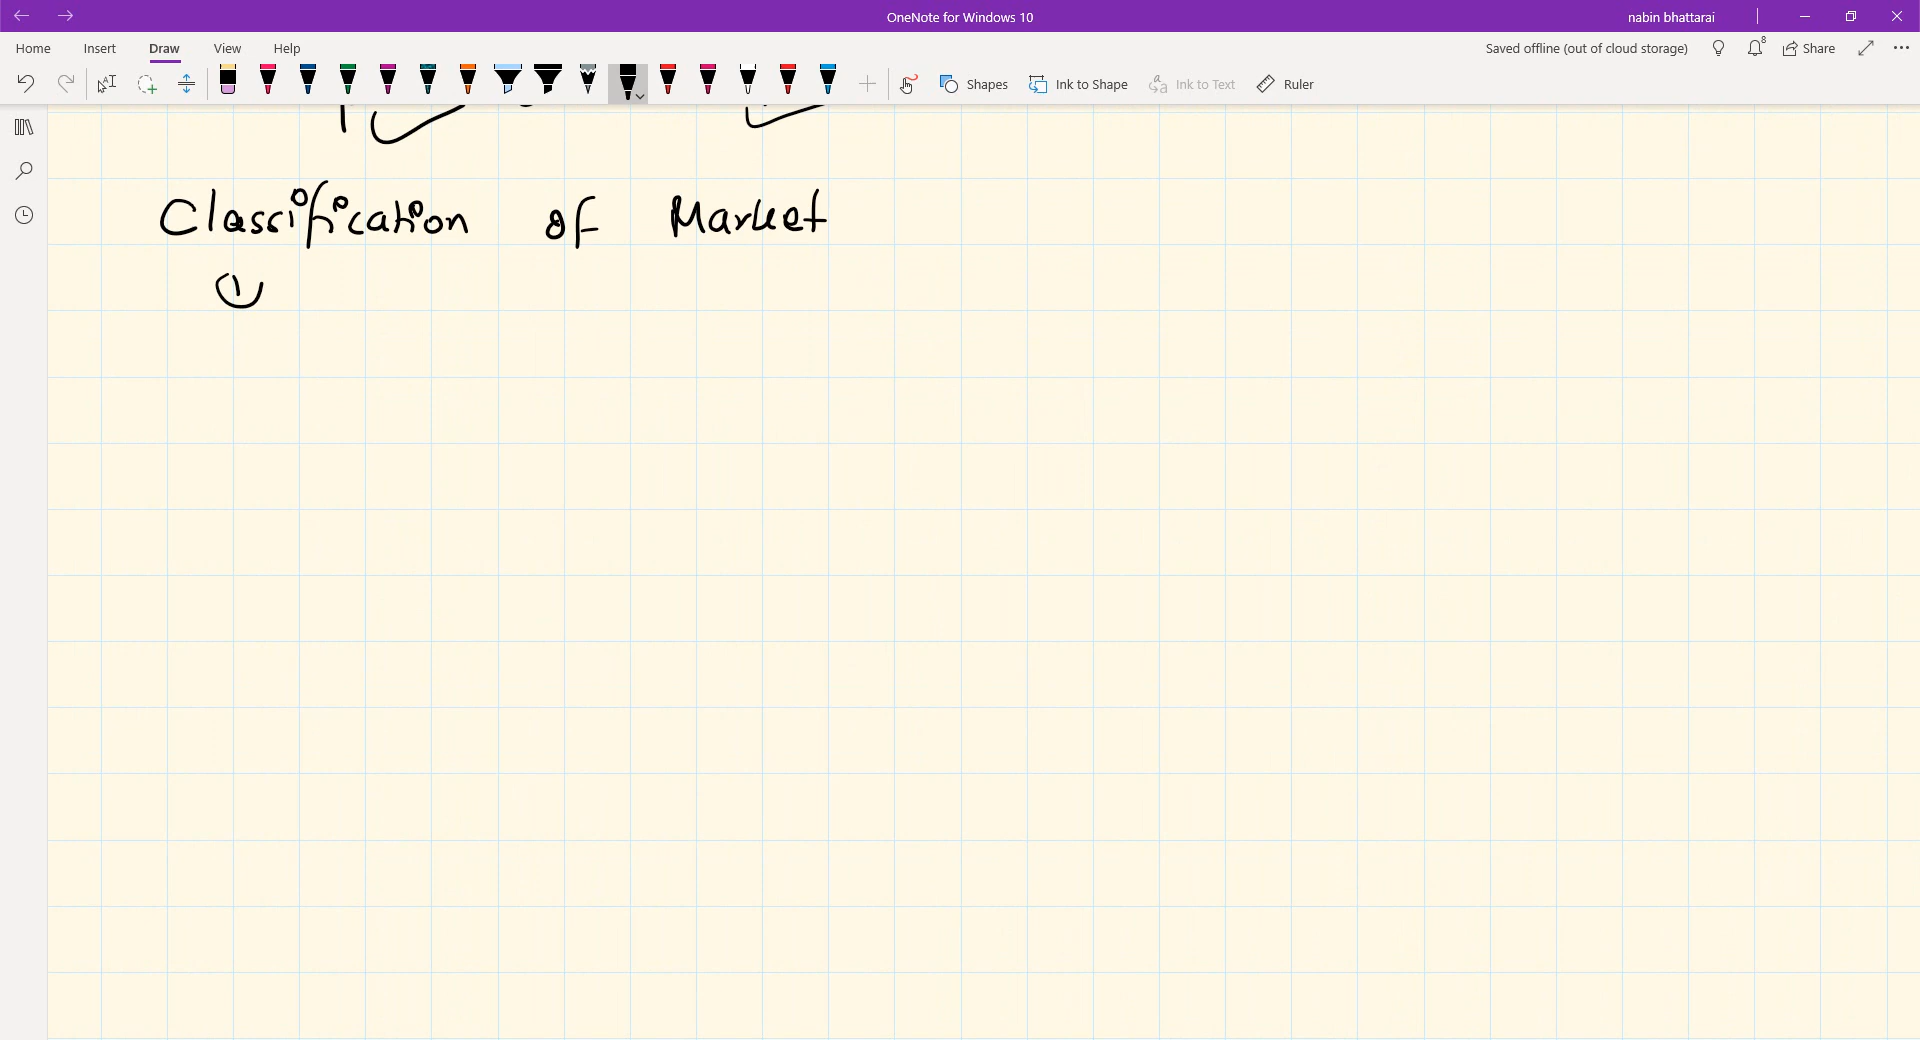 OneNote for Windows 10
nabin bhattarai
Home Insert Draw View Help
Saved offline (out of cloud storage)
8
Share
Shapes
Ink to Shape
Ink to Text
Ruler
Classification of Market
①